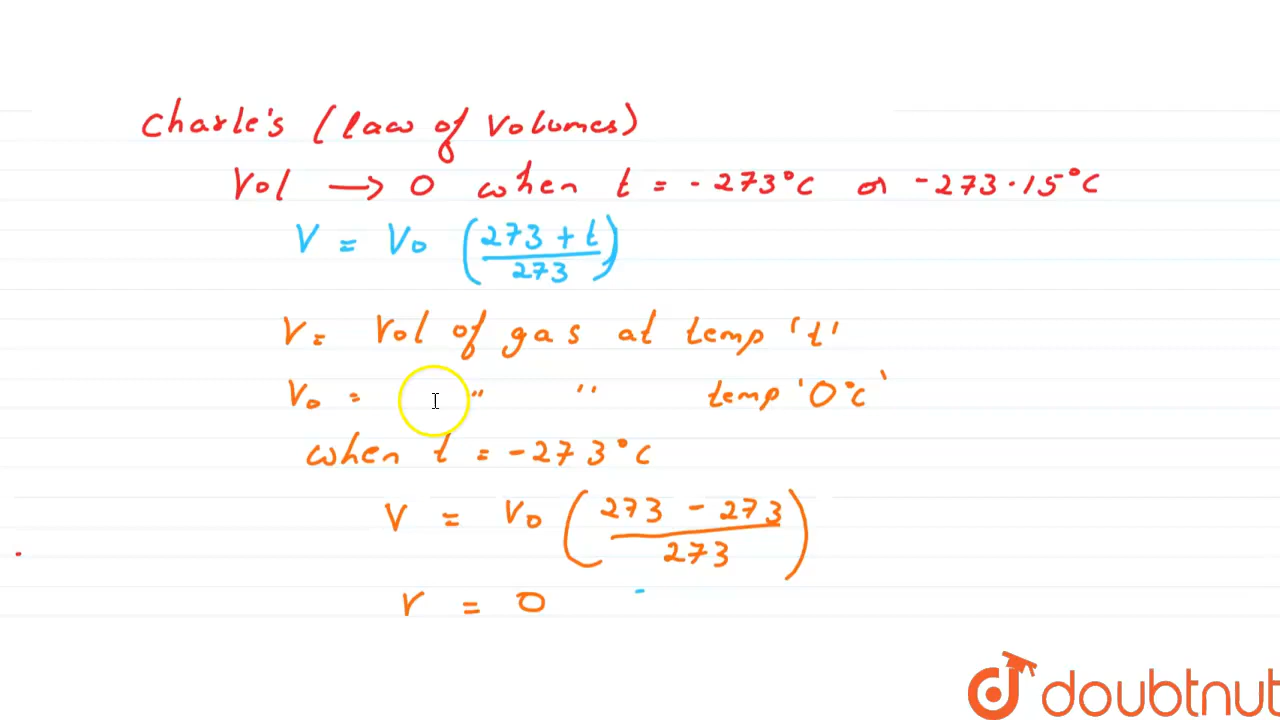 Charle's (law of Volumes)
Vol → 0 when t = -273°C or -273.15°C
V = V₀ (273 + t / 273)
V = Vol of gas at temp 't'
V₀ = " " temp '0°C'
when t = -273°C
V = V₀ (273 - 273 / 273)
V = 0
doubtnut